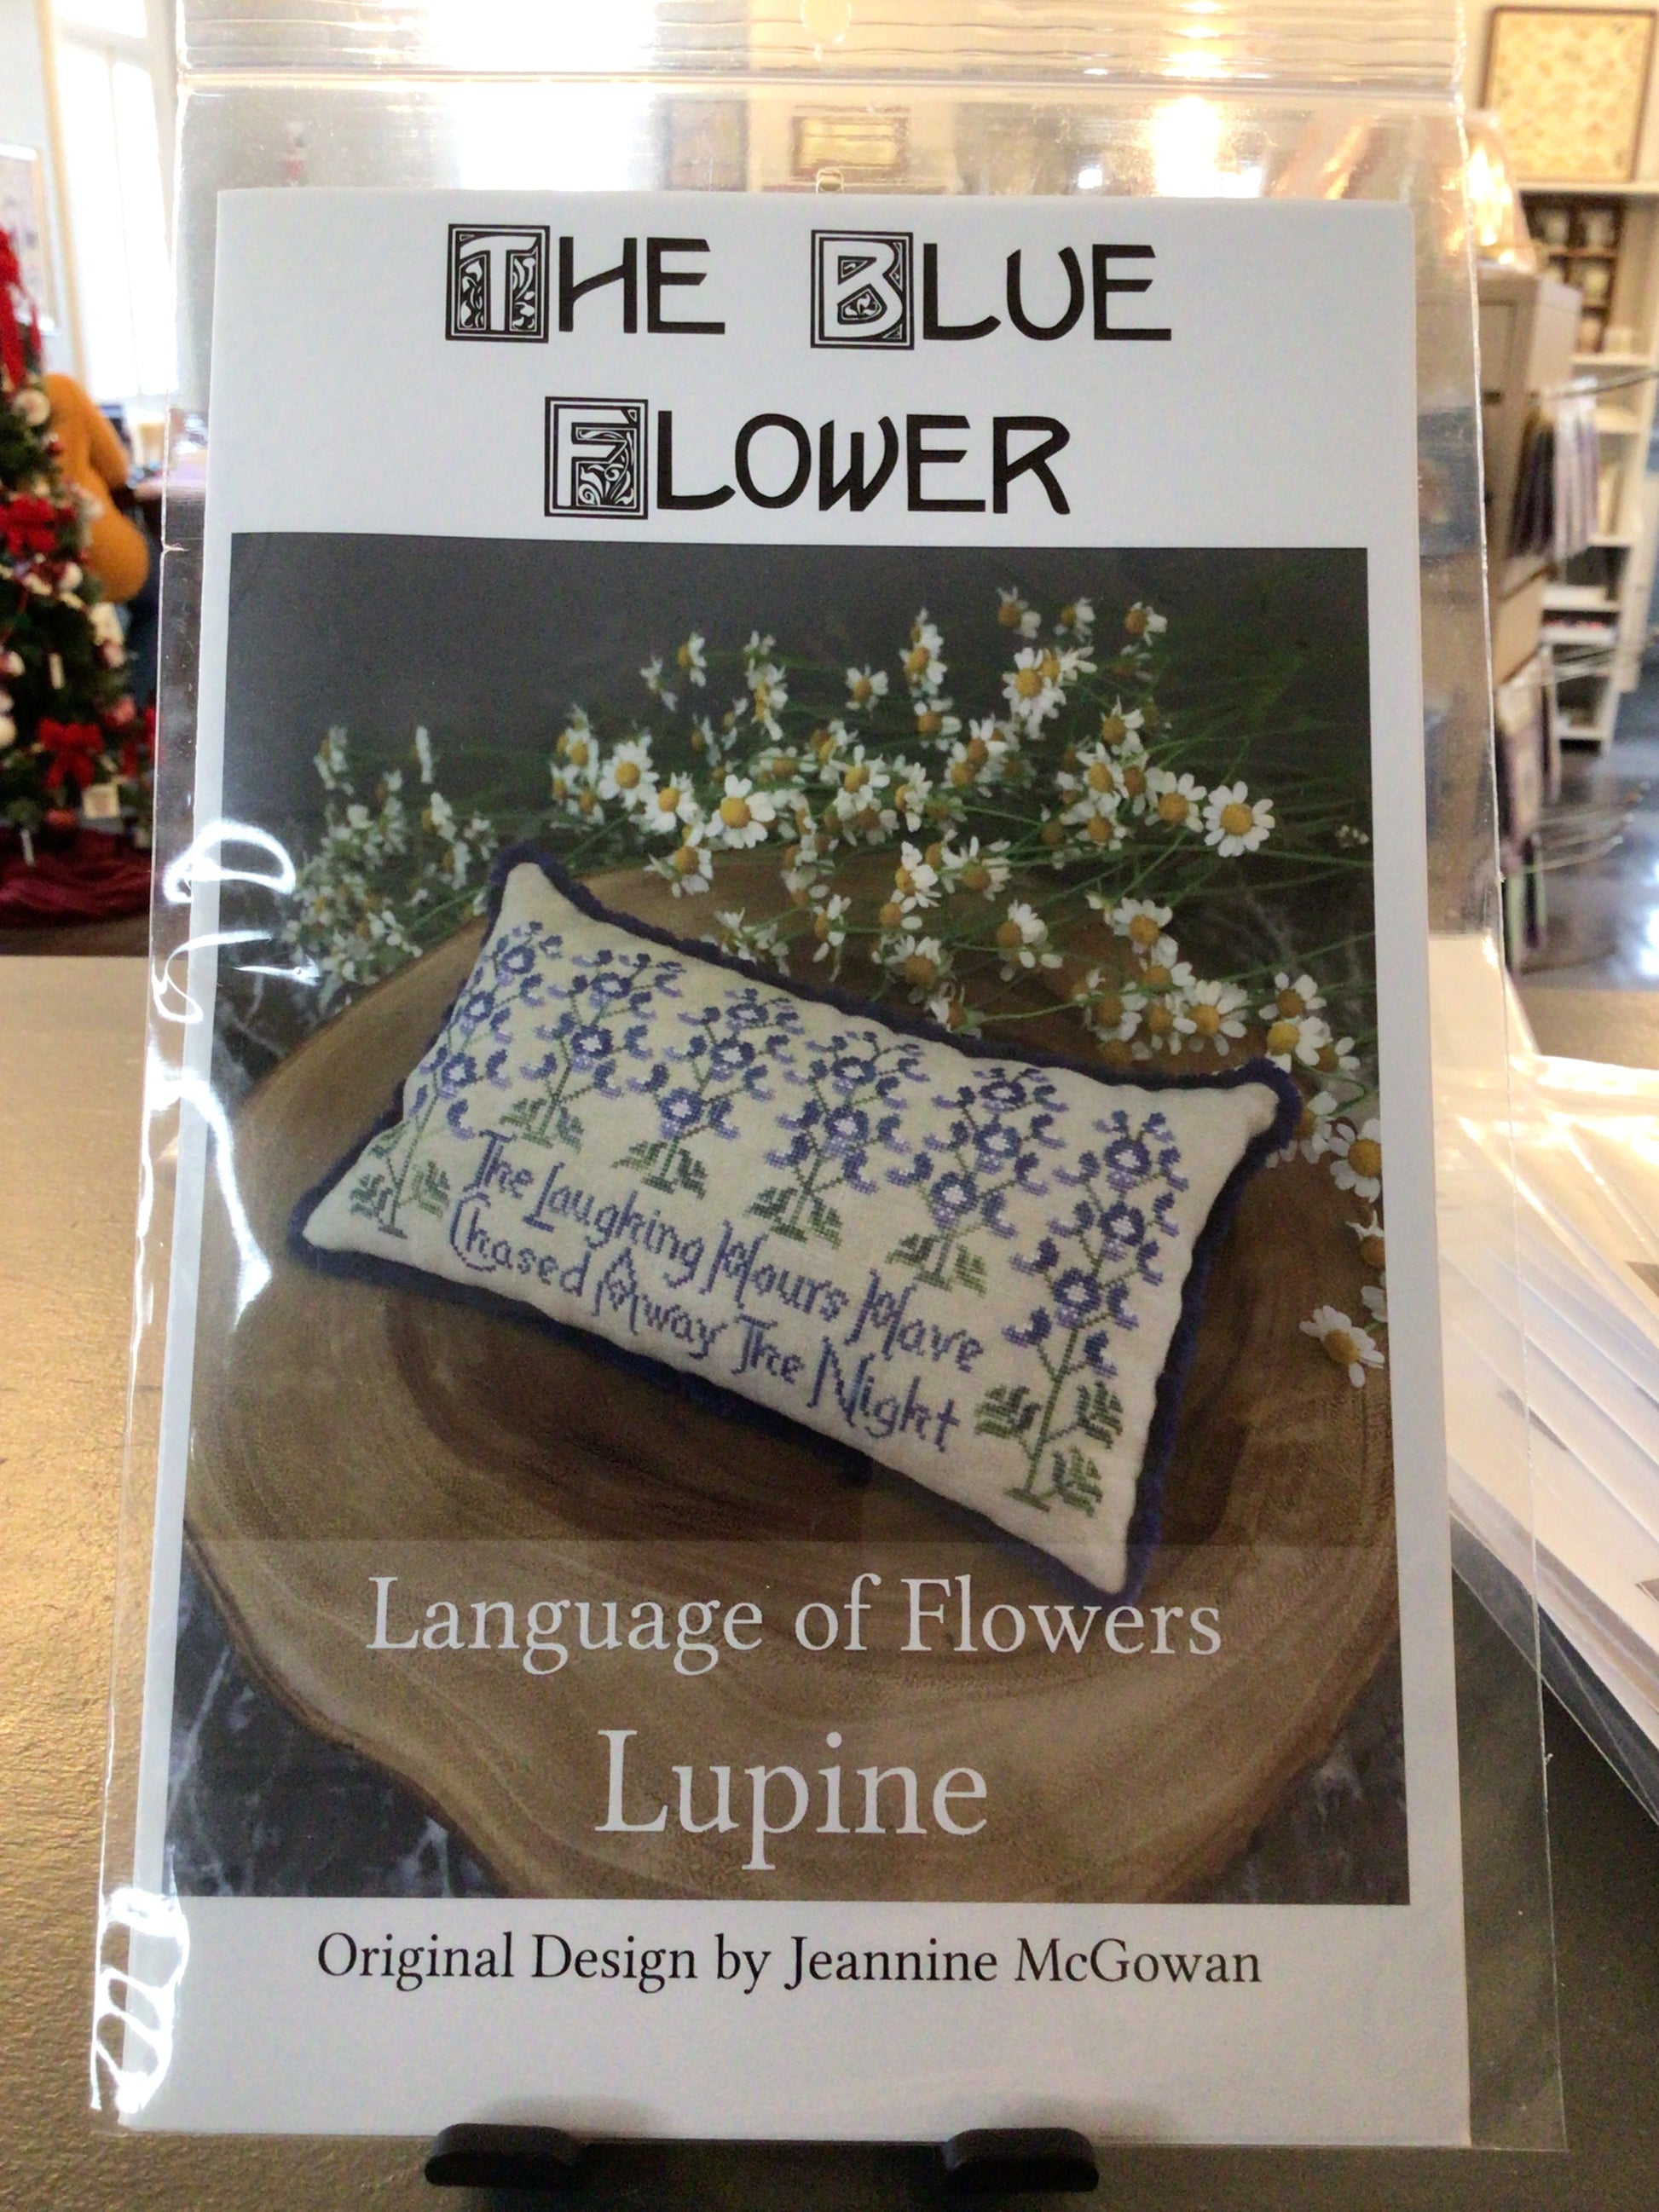 THE BLUE
FLOWER
The Laughing Hours Have
Chased Away The Night
Language of Flowers
Lupine
Original Design by Jeannine McGowan